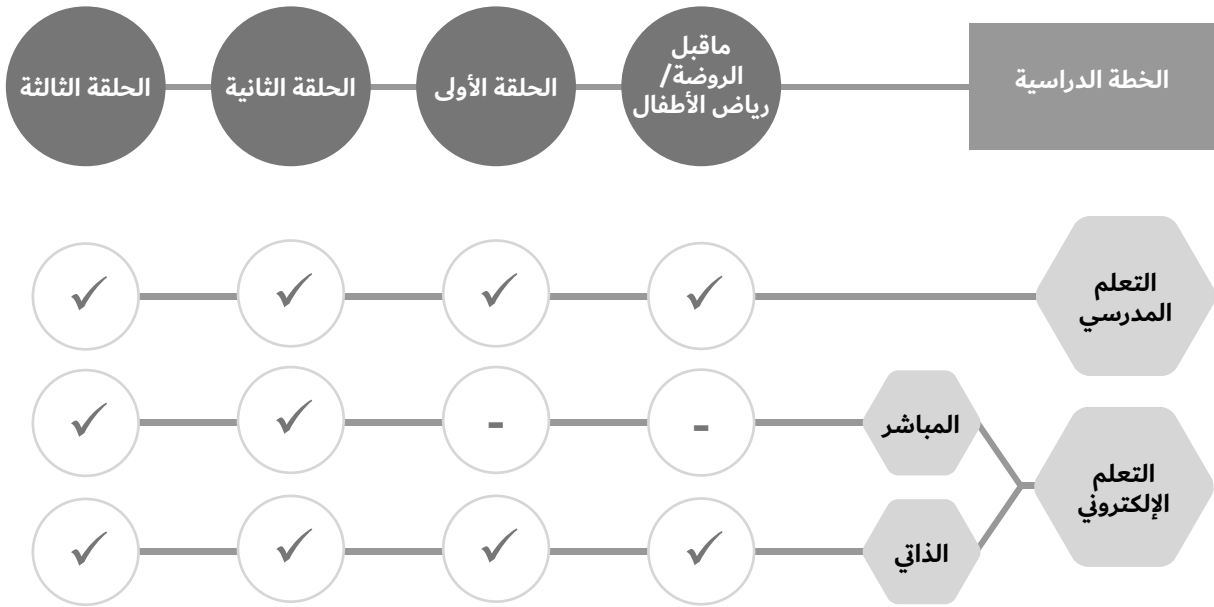 الخطة الدراسية
ماقبل
الروضة/
رياض الأطفال
الحلقة الأولى
الحلقة الثانية
الحلقة الثالثة
التعلم
المدرسي
✓ ✓ ✓ ✓
التعلم
الإلكتروني
المباشر
- - ✓ ✓
الذاتي
✓ ✓ ✓ ✓